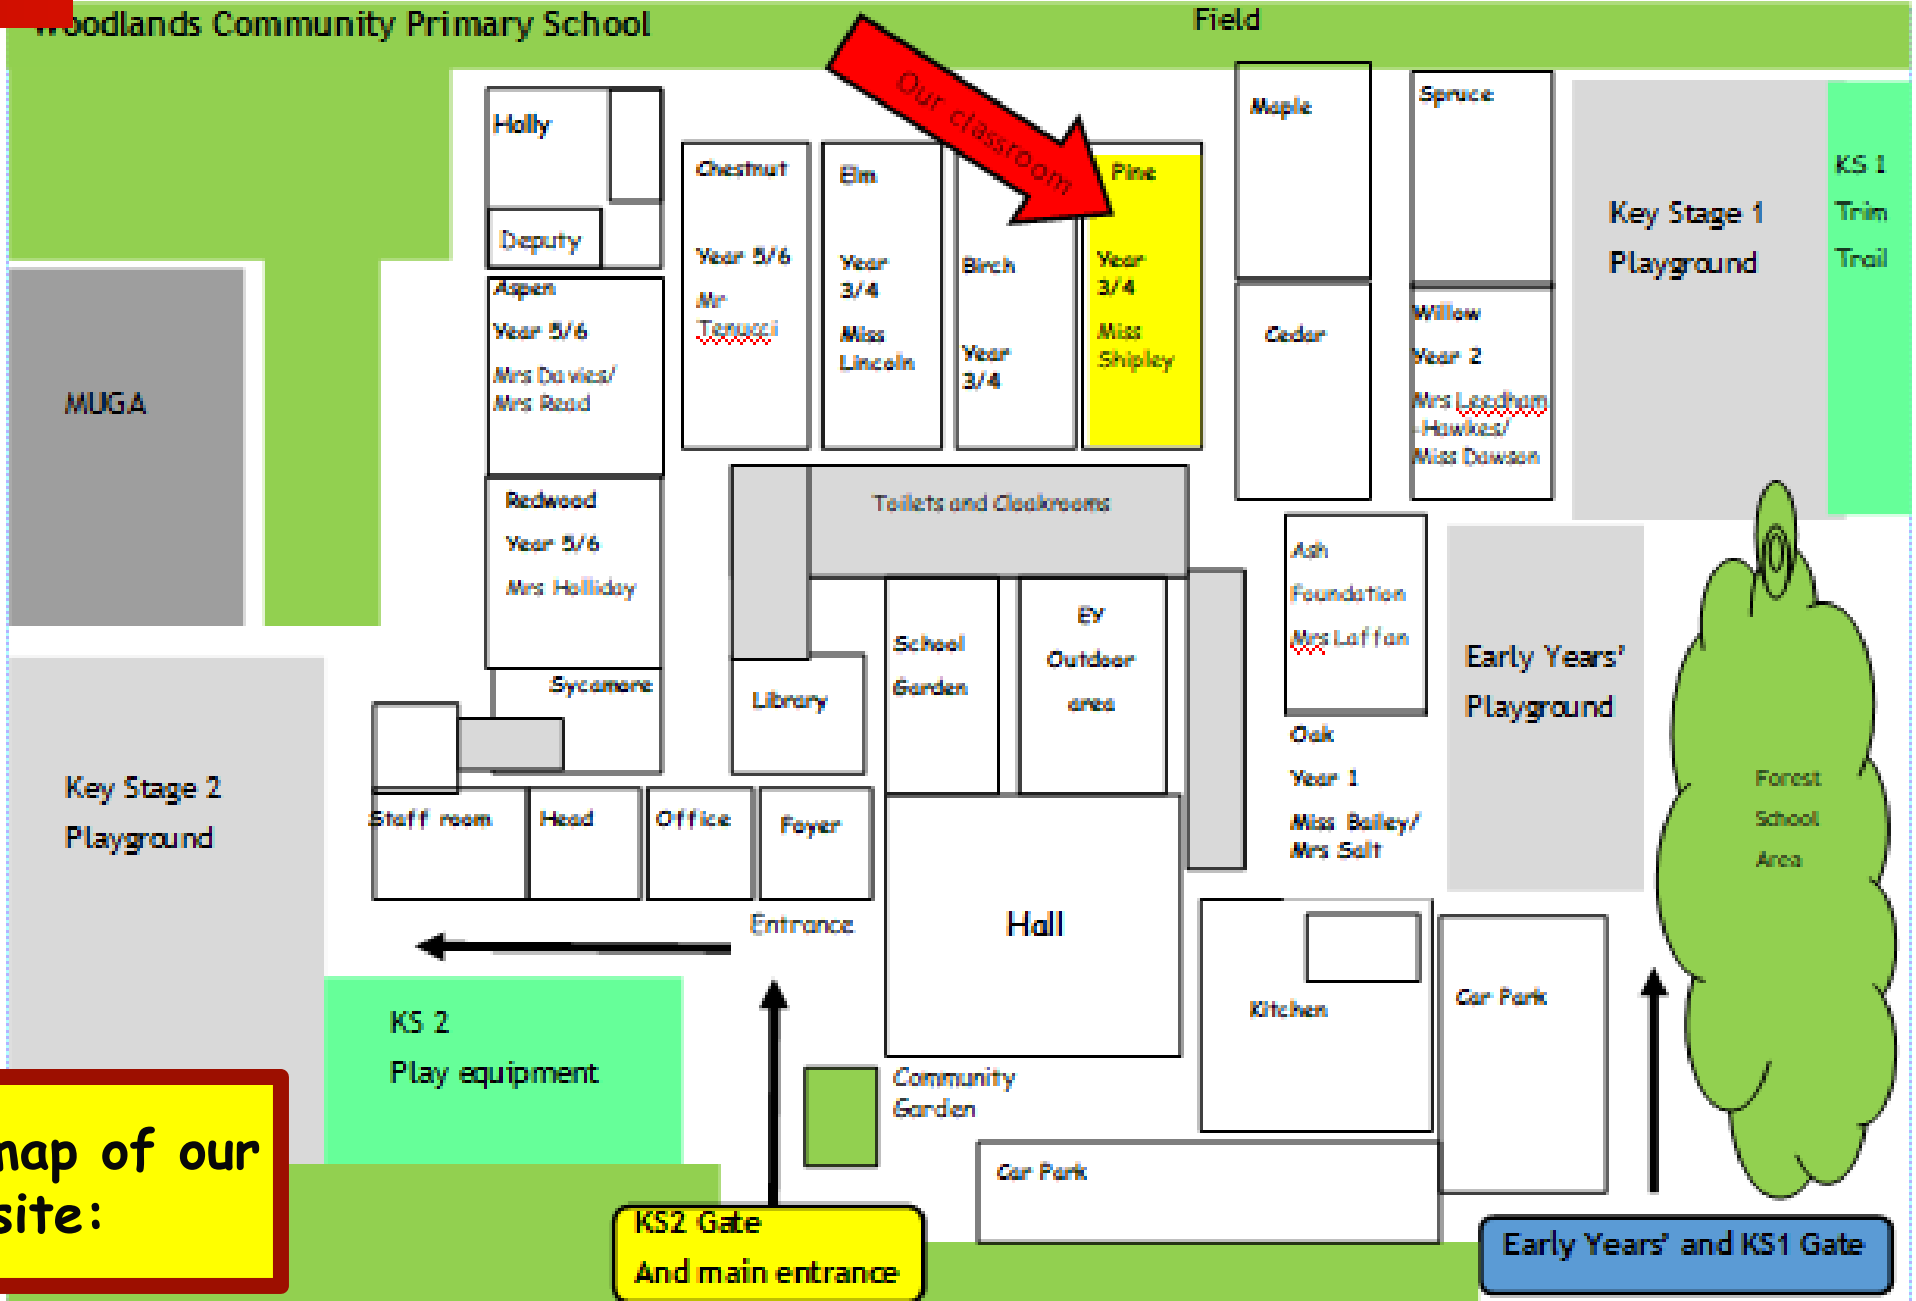 Woodlands Community Primary School
Field
Our classroom
Holly
Deputy
Aspen
Year 5/6
Mrs Davies/
Mrs Read
Redwood
Year 5/6
Mrs Holliday
Sycamore
Chestnut
Year 5/6
Mr
Tenucci
Elm
Year
3/4
Miss
Lincoln
Birch
Year
3/4
Pine
Year
3/4
Miss
Shipley
Maple
Cedar
Spruce
Willow
Year 2
Mrs Leedham
-Hawkes/
Miss Dawson
Key Stage 1
Playground
KS 1
Trim
Trail
MUGA
Toilets and Cloakrooms
School
Garden
EY
Outdoor
area
Ash
Foundation
Mrs Laffan
Oak
Year 1
Miss Bailey/
Mrs Salt
Early Years'
Playground
Forest
School
Area
Library
Key Stage 2
Playground
Staff room
Head
Office
Foyer
Entrance
Hall
Kitchen
Car Park
KS 2
Play equipment
Community
Garden
Car Park
map of our
site:
KS2 Gate
And main entrance
Early Years' and KS1 Gate